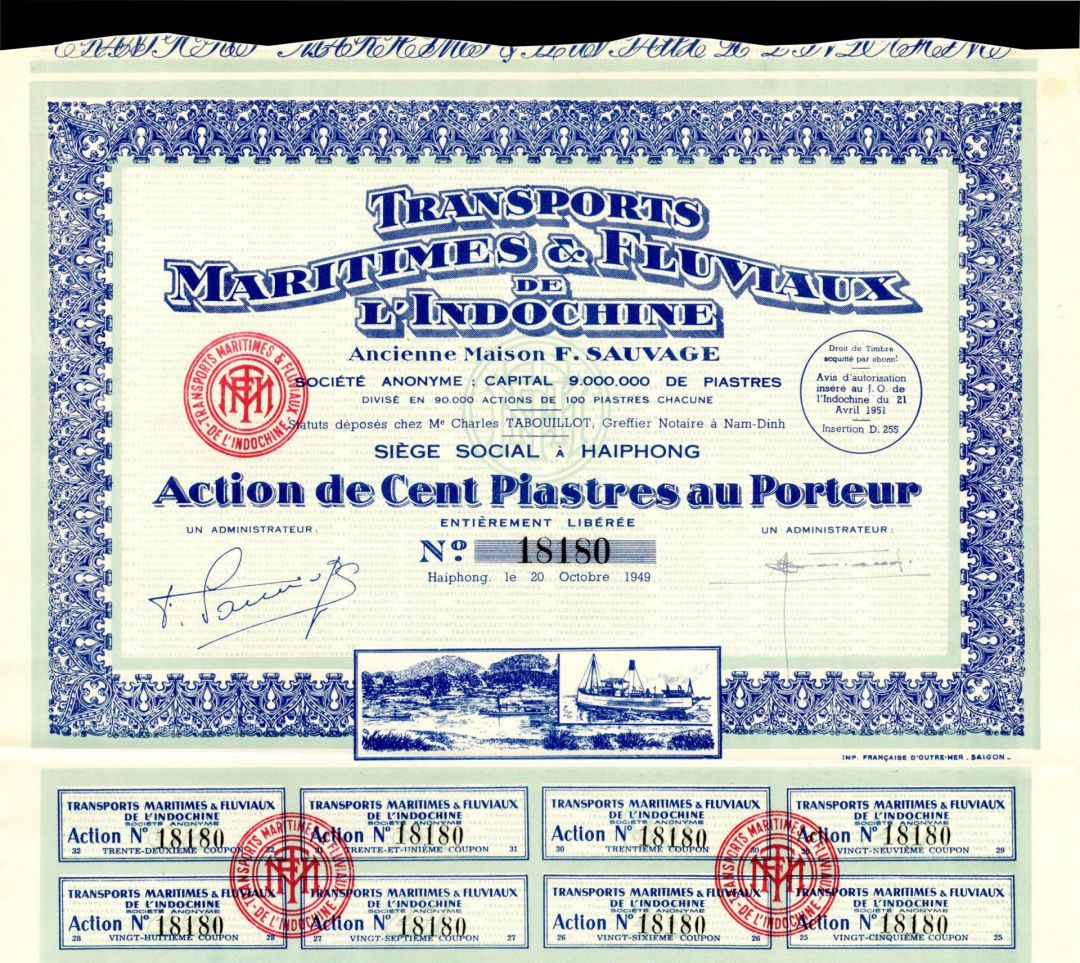 TRANSPORTS
MARITIMES & FLUVIAUX
DE
L'INDOCHINE
Ancienne Maison F. SAUVAGE
SOCIÉTÉ ANONYME : CAPITAL 9.000.000 DE PIASTRES
DIVISÉ EN 90.000 ACTIONS DE 100 PIASTRES CHACUNE
Statuts déposés chez Me Charles TABOUILLOT, Greffier Notaire à Nam-Dinh
SIÈGE SOCIAL À HAIPHONG
TRANSPORTS MARITIMES & FLUVIAUX
DE L'INDOCHINE
Droit de Timbre
acquitté par abonnt
Avis d'autorisation
inséré au J. O. de
l'Indochine du 21
Avril 1951
Insertion D. 255
Action de Cent Piastres au Porteur
ENTIÈREMENT LIBÉRÉE
UN ADMINISTRATEUR :
UN ADMINISTRATEUR :
No 18180
Haiphong, le 20 Octobre 1949
IMP. FRANÇAISE D'OUTRE-MER . SAIGON
TRANSPORTS MARITIMES & FLUVIAUX
DE L'INDOCHINE
SOCIÉTÉ ANONYME
Action No 18180
32 TRENTE-DEUXIÈME COUPON 32
TRANSPORTS MARITIMES & FLUVIAUX
DE L'INDOCHINE
SOCIÉTÉ ANONYME
Action No 18180
31 TRENTE-ET-UNIÈME COUPON 31
TRANSPORTS MARITIMES & FLUVIAUX
DE L'INDOCHINE
SOCIÉTÉ ANONYME
Action No 18180
30 TRENTIÈME COUPON 30
TRANSPORTS MARITIMES & FLUVIAUX
DE L'INDOCHINE
SOCIÉTÉ ANONYME
Action No 18180
29 VINGT-NEUVIÈME COUPON 29
TRANSPORTS MARITIMES & FLUVIAUX
DE L'INDOCHINE
TRANSPORTS MARITIMES & FLUVIAUX
DE L'INDOCHINE
TRANSPORTS MARITIMES & FLUVIAUX
DE L'INDOCHINE
SOCIÉTÉ ANONYME
Action No 18180
28 VINGT-HUITIÈME COUPON 28
TRANSPORTS MARITIMES & FLUVIAUX
DE L'INDOCHINE
SOCIÉTÉ ANONYME
Action No 18180
27 VINGT-SEPTIÈME COUPON 27
TRANSPORTS MARITIMES & FLUVIAUX
DE L'INDOCHINE
SOCIÉTÉ ANONYME
Action No 18180
26 VINGT-SIXIÈME COUPON 26
TRANSPORTS MARITIMES & FLUVIAUX
DE L'INDOCHINE
SOCIÉTÉ ANONYME
Action No 18180
25 VINGT-CINQUIÈME COUPON 25